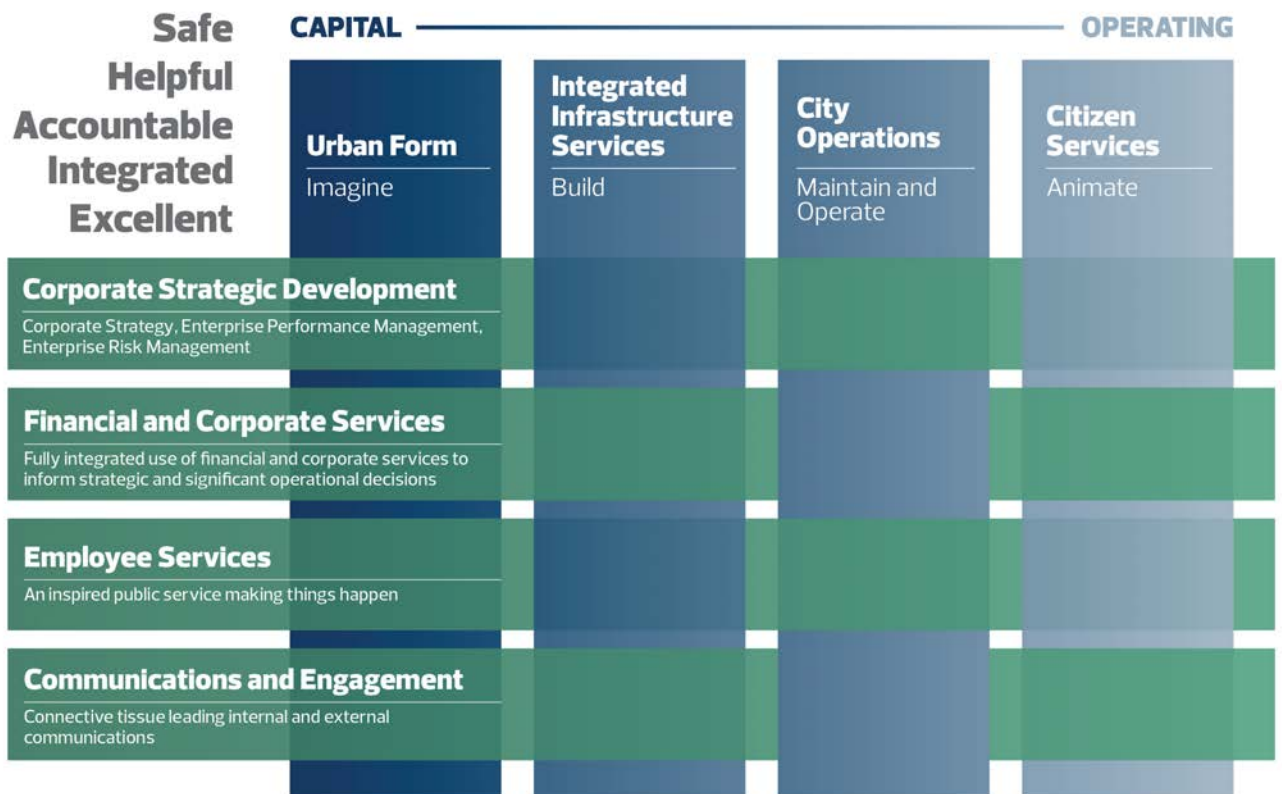 Safe
Helpful
Accountable
Integrated
Excellent
CAPITAL
OPERATING
Urban Form
Imagine
Integrated
Infrastructure
Services
Build
City
Operations
Maintain and
Operate
Citizen
Services
Animate
Corporate Strategic Development
Corporate Strategy, Enterprise Performance Management,
Enterprise Risk Management
Financial and Corporate Services
Fully integrated use of financial and corporate services to
inform strategic and significant operational decisions
Employee Services
An inspired public service making things happen
Communications and Engagement
Connective tissue leading internal and external
communications